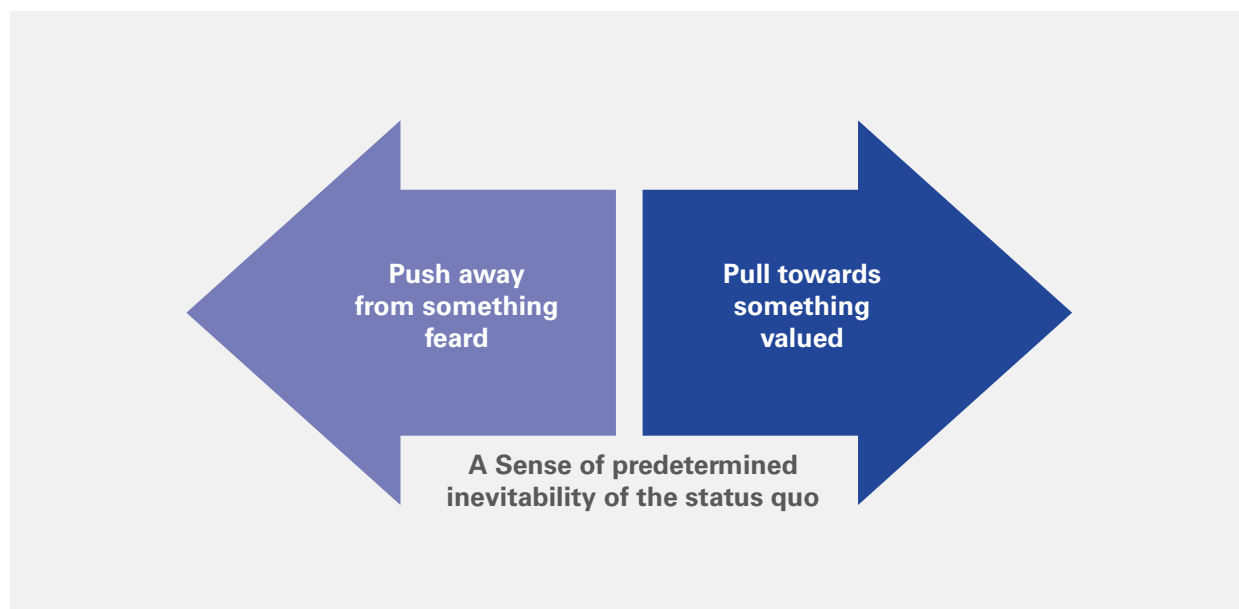 Push away
from something
feard
Pull towards
something
valued
A Sense of predetermined
inevitability of the status quo